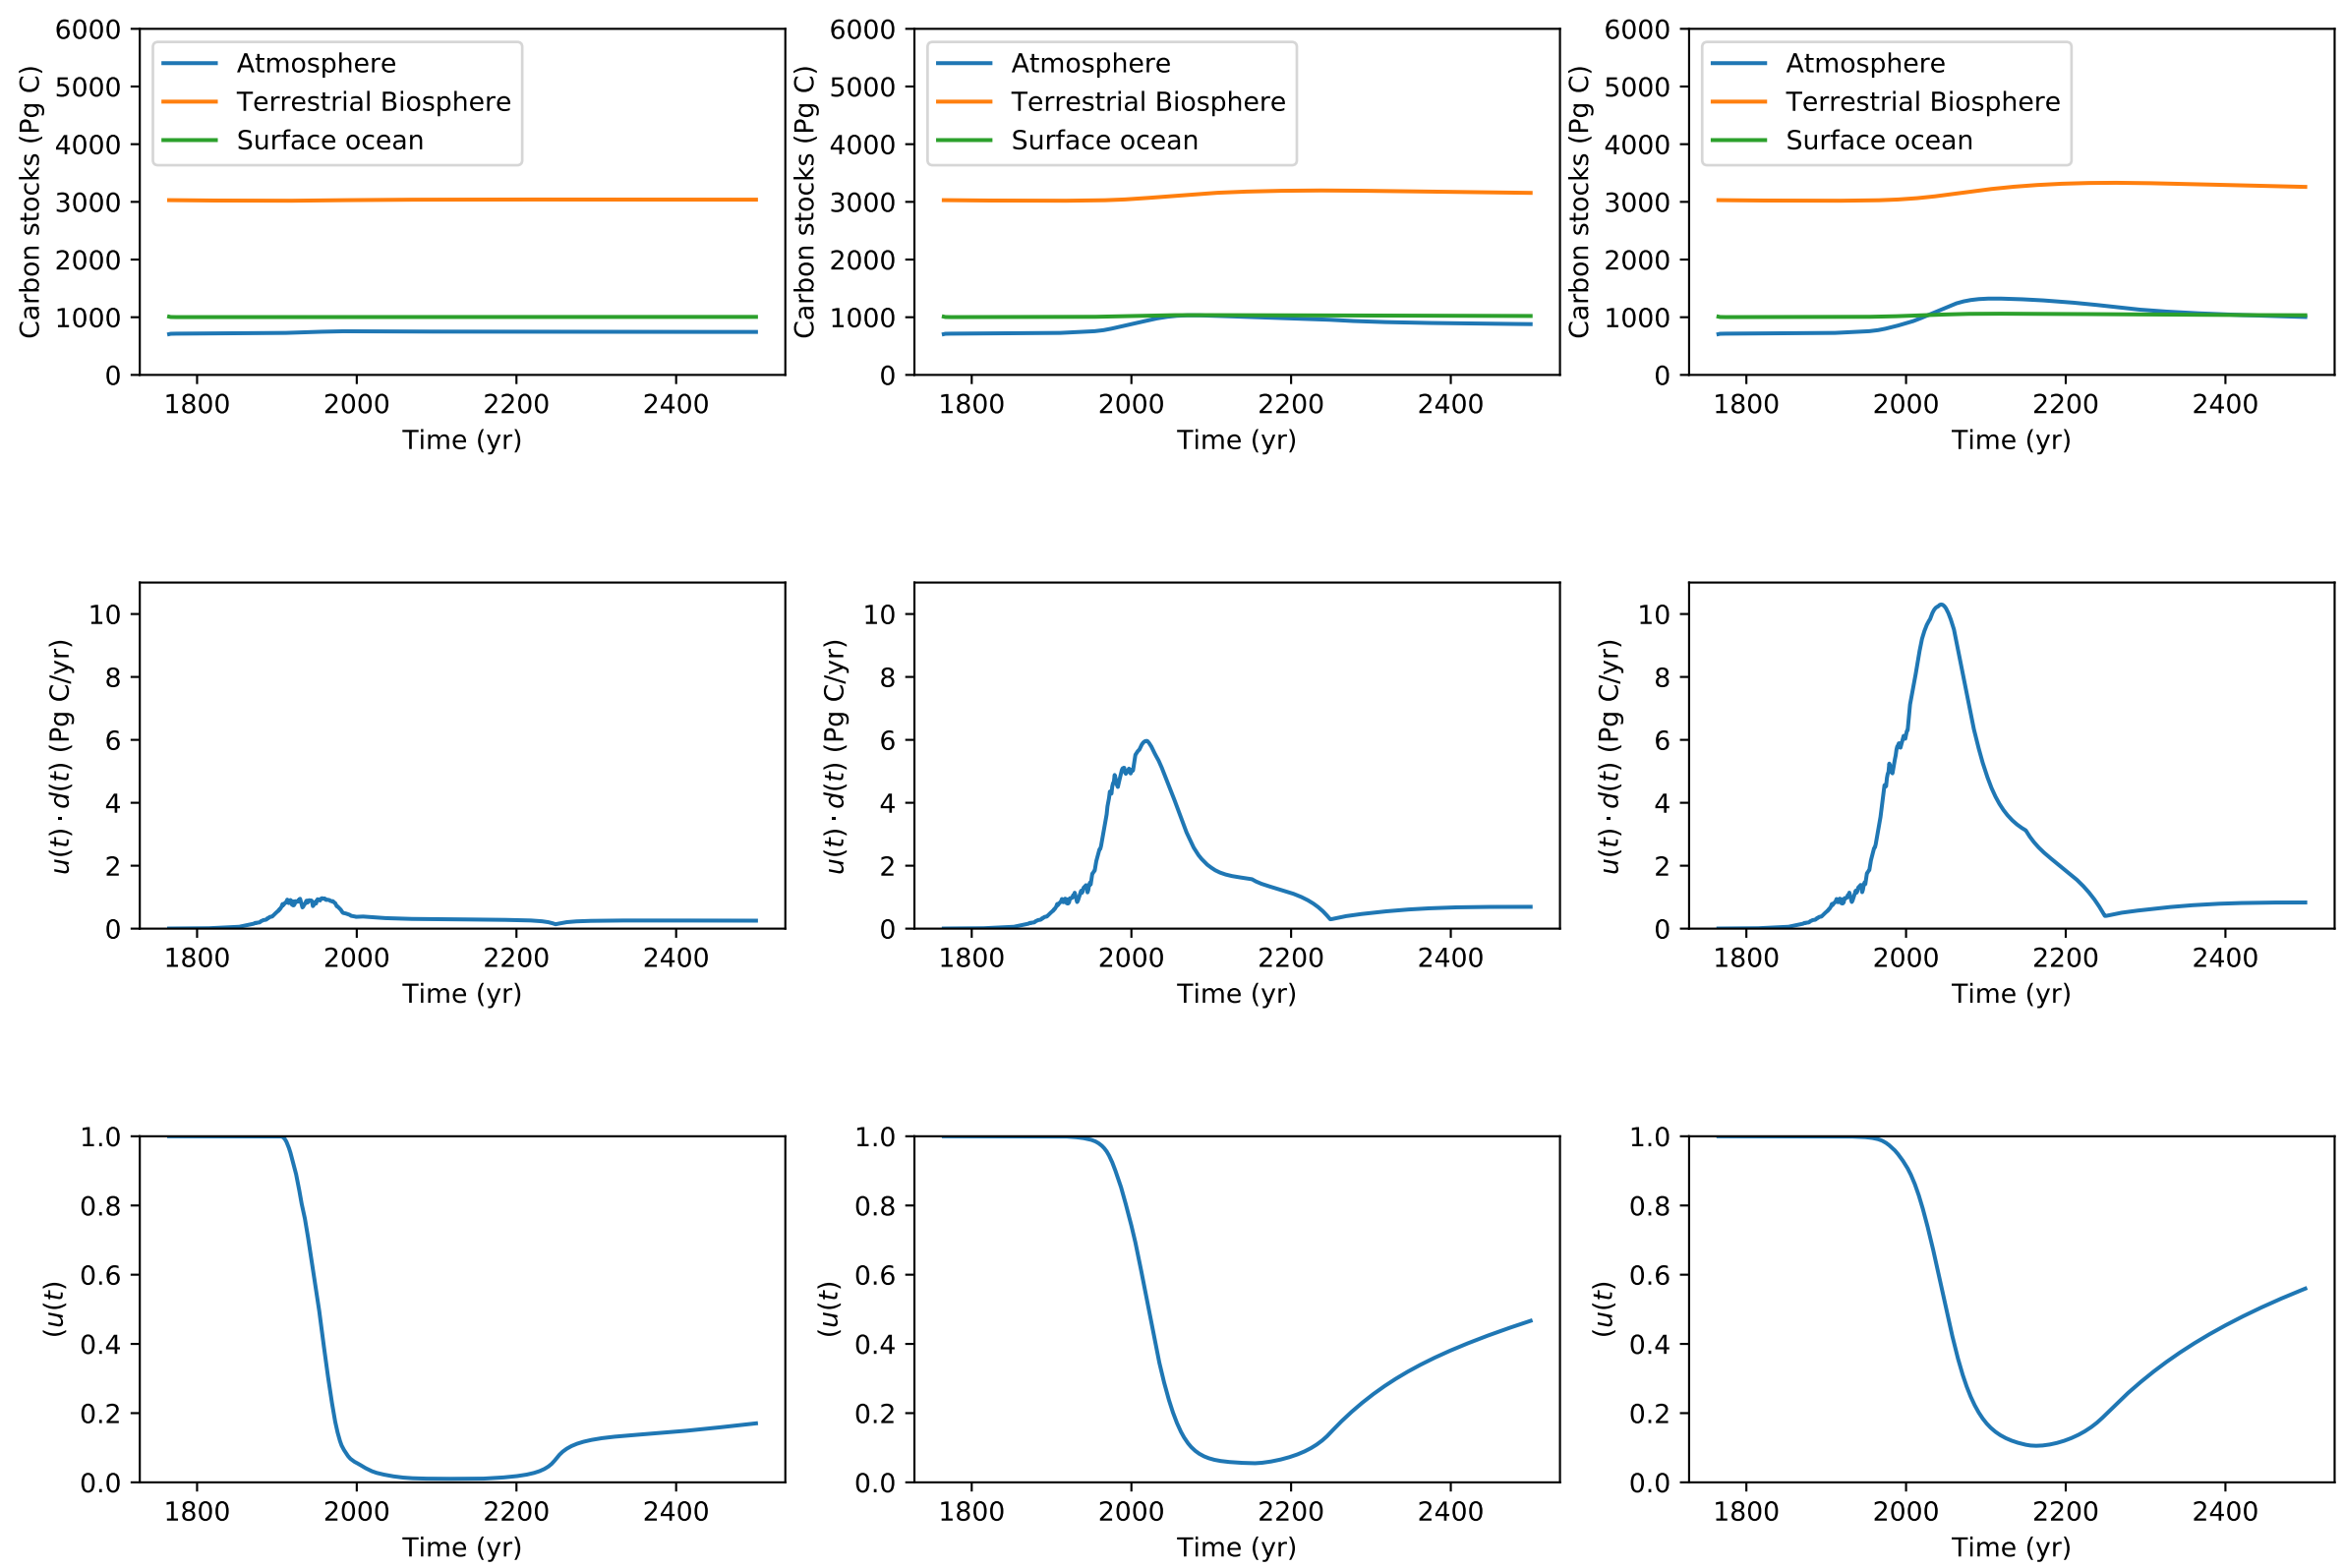 Carbon stocks (Pg C)
6000
5000
4000
3000
2000
1000
0
Atmosphere
Terrestrial Biosphere
Surface ocean
1800 2000 2200 2400
Time (yr)
Carbon stocks (Pg C)
6000
5000
4000
3000
2000
1000
0
Atmosphere
Terrestrial Biosphere
Surface ocean
1800 2000 2200 2400
Time (yr)
Carbon stocks (Pg C)
6000
5000
4000
3000
2000
1000
0
Atmosphere
Terrestrial Biosphere
Surface ocean
1800 2000 2200 2400
Time (yr)
u(t) · d(t) (Pg C/yr)
10
8
6
4
2
0
1800 2000 2200 2400
Time (yr)
u(t) · d(t) (Pg C/yr)
10
8
6
4
2
0
1800 2000 2200 2400
Time (yr)
u(t) · d(t) (Pg C/yr)
10
8
6
4
2
0
1800 2000 2200 2400
Time (yr)
(u(t)
1.0
0.8
0.6
0.4
0.2
0.0
1800 2000 2200 2400
Time (yr)
(u(t)
1.0
0.8
0.6
0.4
0.2
0.0
1800 2000 2200 2400
Time (yr)
(u(t)
1.0
0.8
0.6
0.4
0.2
0.0
1800 2000 2200 2400
Time (yr)